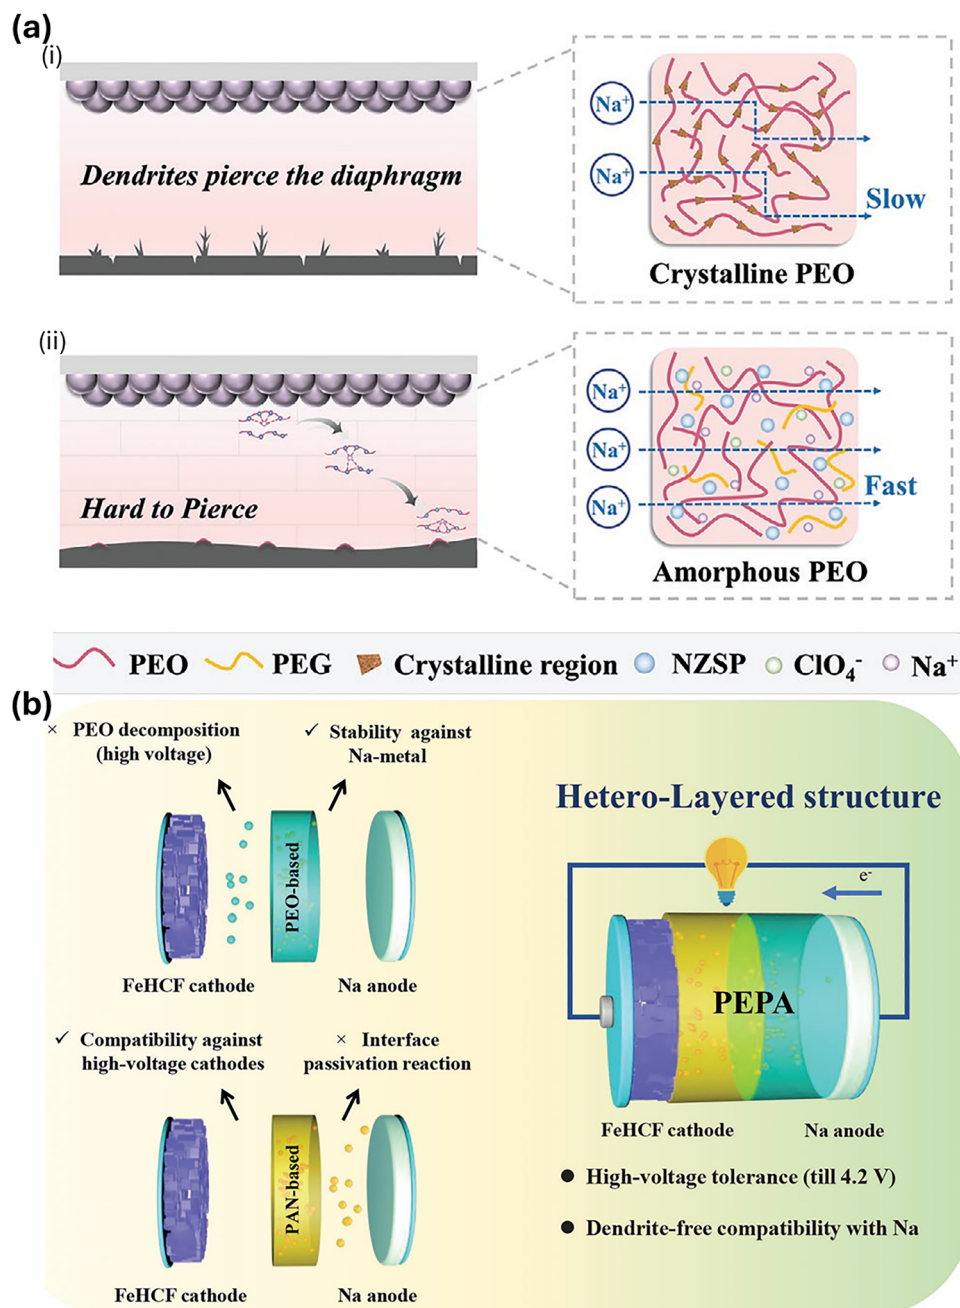 (a)
(i)
Dendrites pierce the diaphragm
Na⁺
Na⁺
Slow
Crystalline PEO
(ii)
Hard to Pierce
Na⁺
Na⁺
Na⁺
Fast
Amorphous PEO
PEO PEG Crystalline region NZSP ClO₄⁻ Na⁺
(b)
× PEO decomposition
(high voltage)
✓ Stability against
Na-metal
PEO-based
FeHCF cathode
Na anode
✓ Compatibility against
high-voltage cathodes
× Interface
passivation reaction
PAN-based
FeHCF cathode
Na anode
Hetero-Layered structure
e⁻
PEPA
FeHCF cathode
Na anode
● High-voltage tolerance (till 4.2 V)
● Dendrite-free compatibility with Na